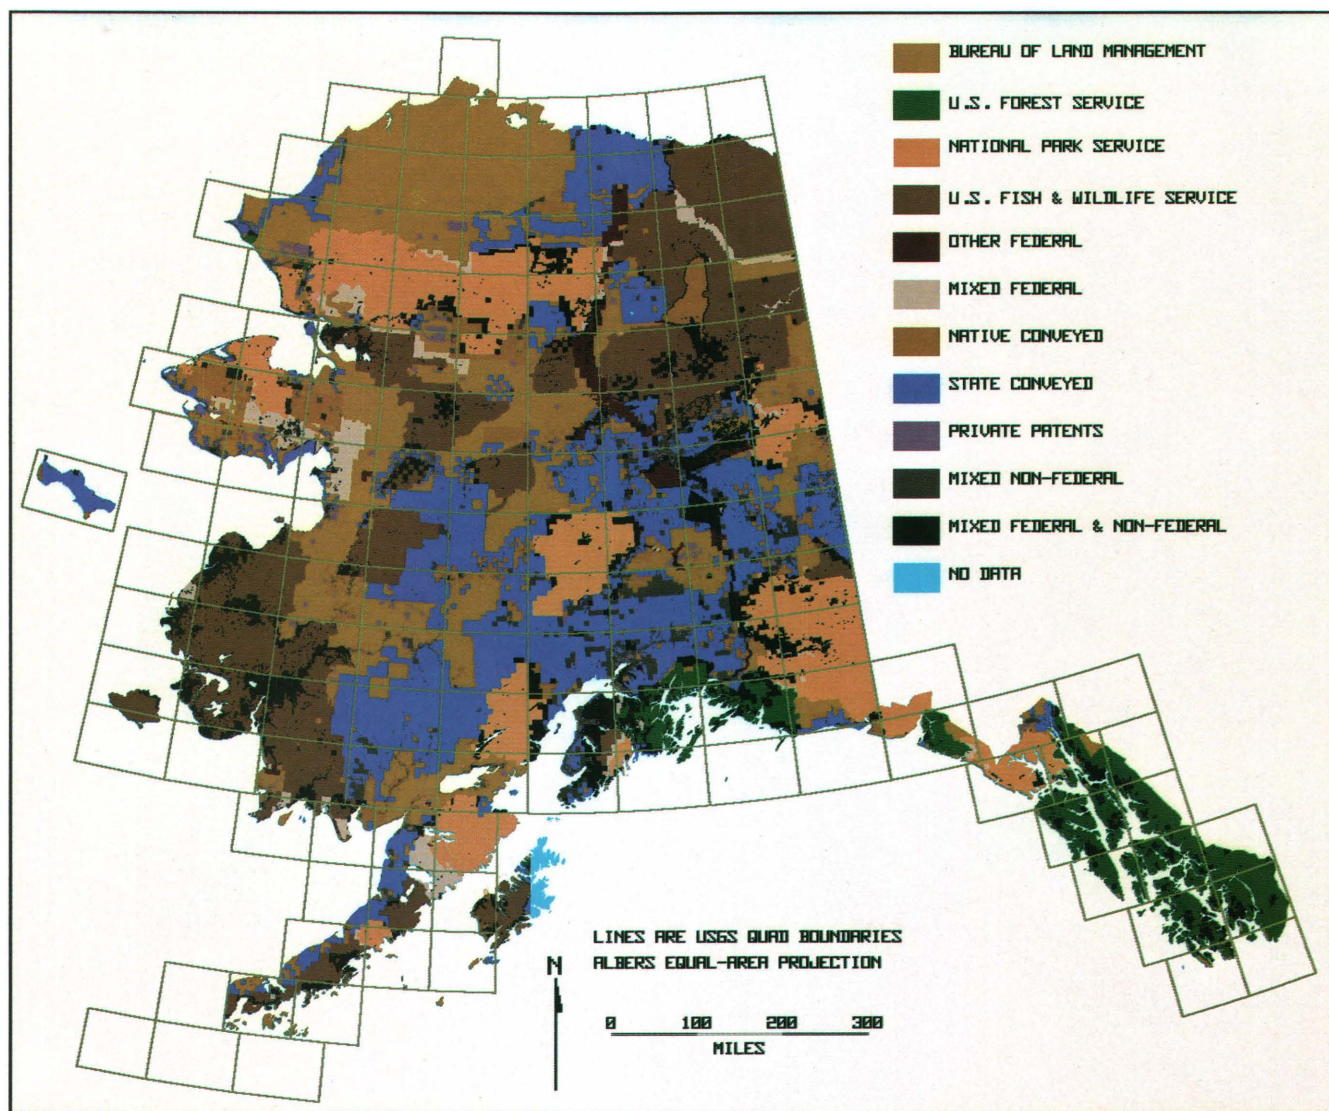 BUREAU OF LAND MANAGEMENT
U.S. FOREST SERVICE
NATIONAL PARK SERVICE
U.S. FISH & WILDLIFE SERVICE
OTHER FEDERAL
MIXED FEDERAL
NATIVE CONVEYED
STATE CONVEYED
PRIVATE PATENTS
MIXED NON-FEDERAL
MIXED FEDERAL & NON-FEDERAL
NO DATA
LINES ARE USGS QUAD BOUNDARIES
ALBERS EQUAL-AREA PROJECTION
N
0 100 200 300
MILES